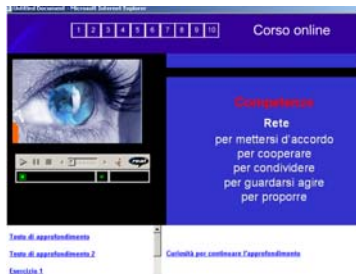 Untitled Document - Microsoft Internet Explorer
1 2 3 4 5 6 7 8 9 10
Corso online
Competenze
Rete
per mettersi d'accordo
per cooperare
per condividere
per guardarsi agire
per proporre
real
Testo di approfondimento
Testo di approfondimento 2
Esercizio 1
Curiosità per continuare l'approfondimento